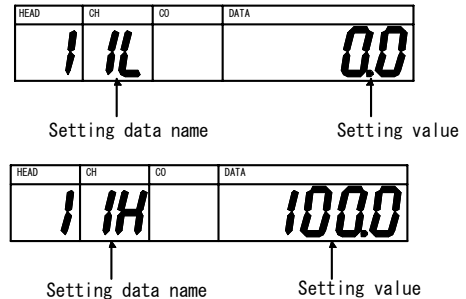 HEAD CH CO DATA
1 1L 0.0
Setting data name Setting value
HEAD CH CO DATA
1 1H 100.0
Setting data name Setting value